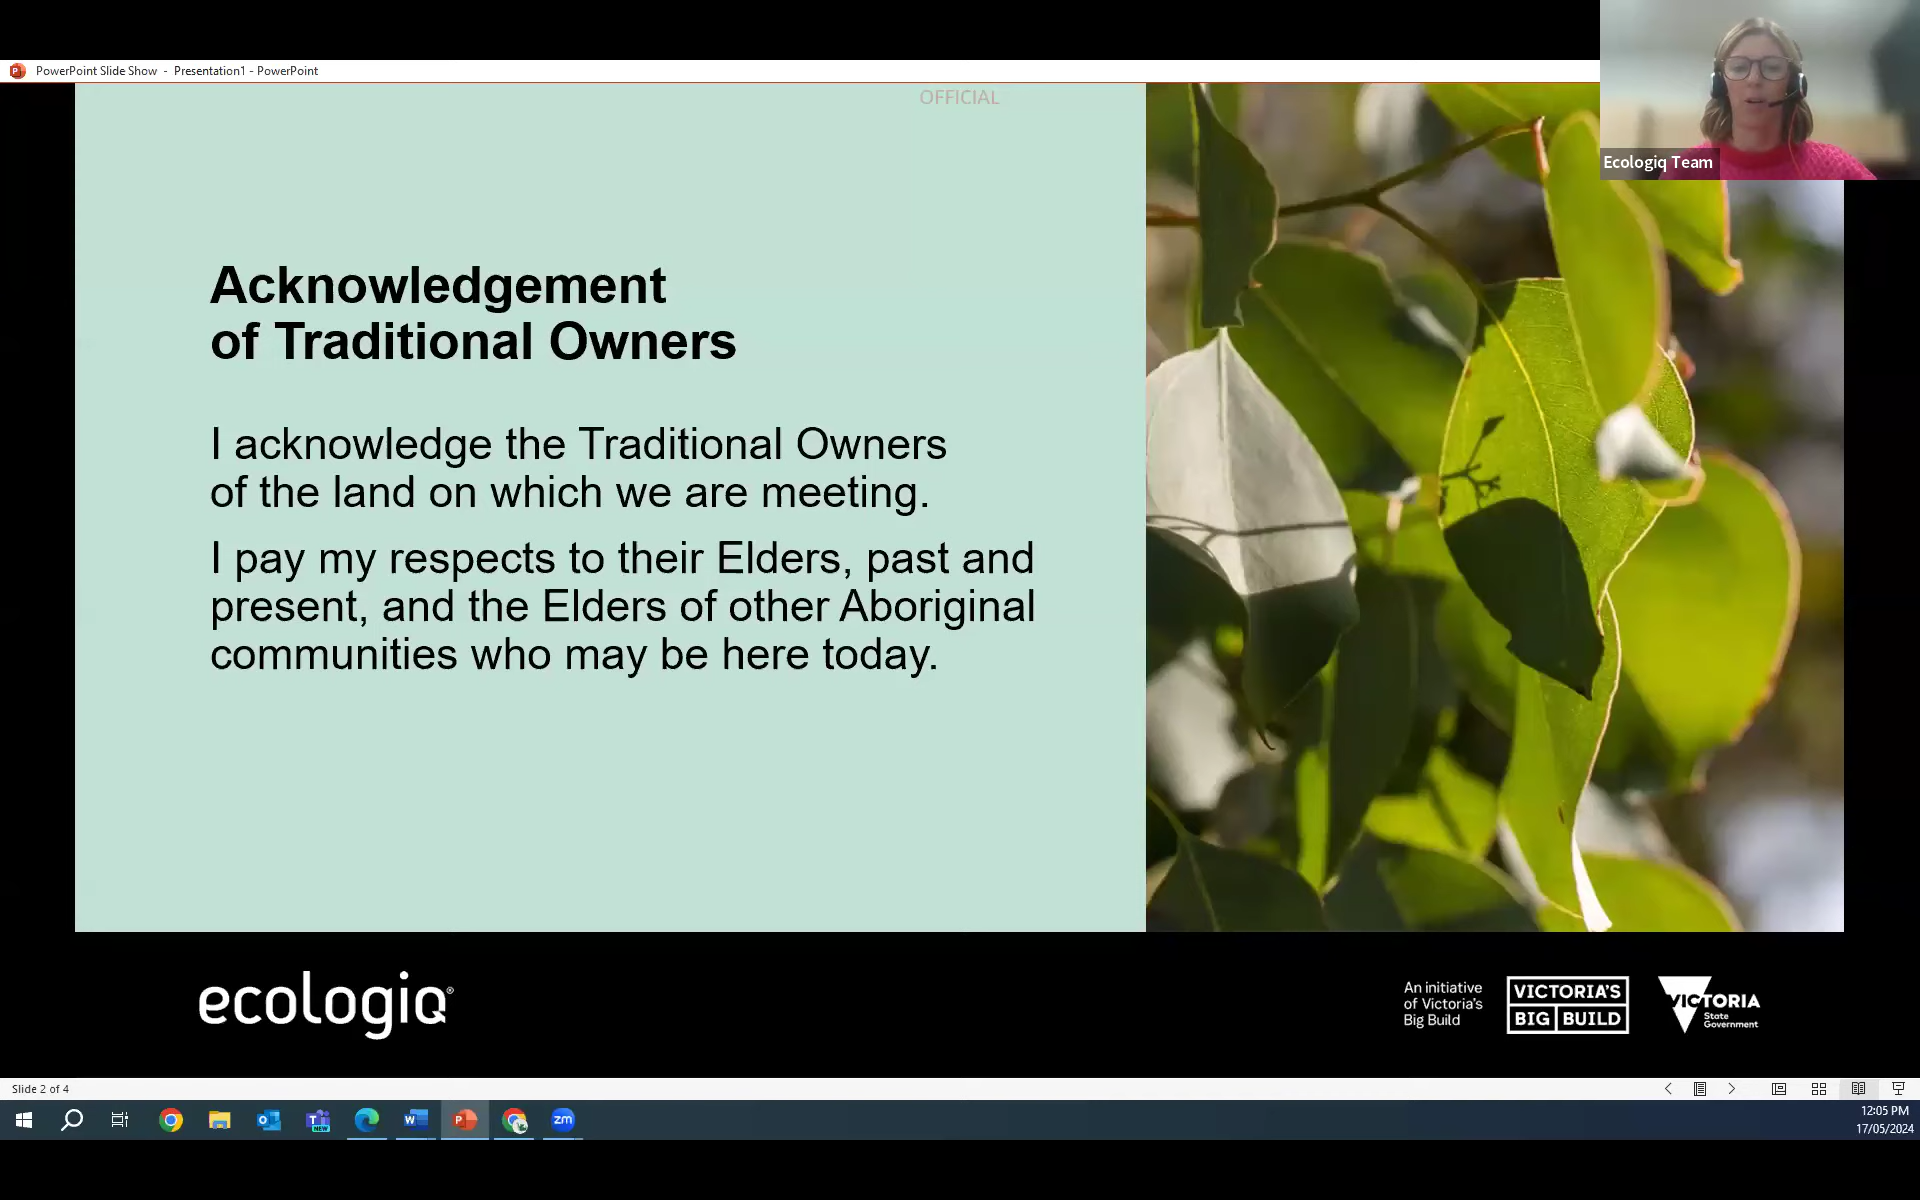 PowerPoint Slide Show - Presentation1 - PowerPoint
OFFICIAL
Ecologiq Team
Acknowledgement
of Traditional Owners
I acknowledge the Traditional Owners
of the land on which we are meeting.
I pay my respects to their Elders, past and
present, and the Elders of other Aboriginal
communities who may be here today.
ecologiq®
An initiative
of Victoria's
Big Build
VICTORIA'S
BIG BUILD
VICTORIA
State
Government
Slide 2 of 4
12:05 PM
17/05/2024
NEW
zm